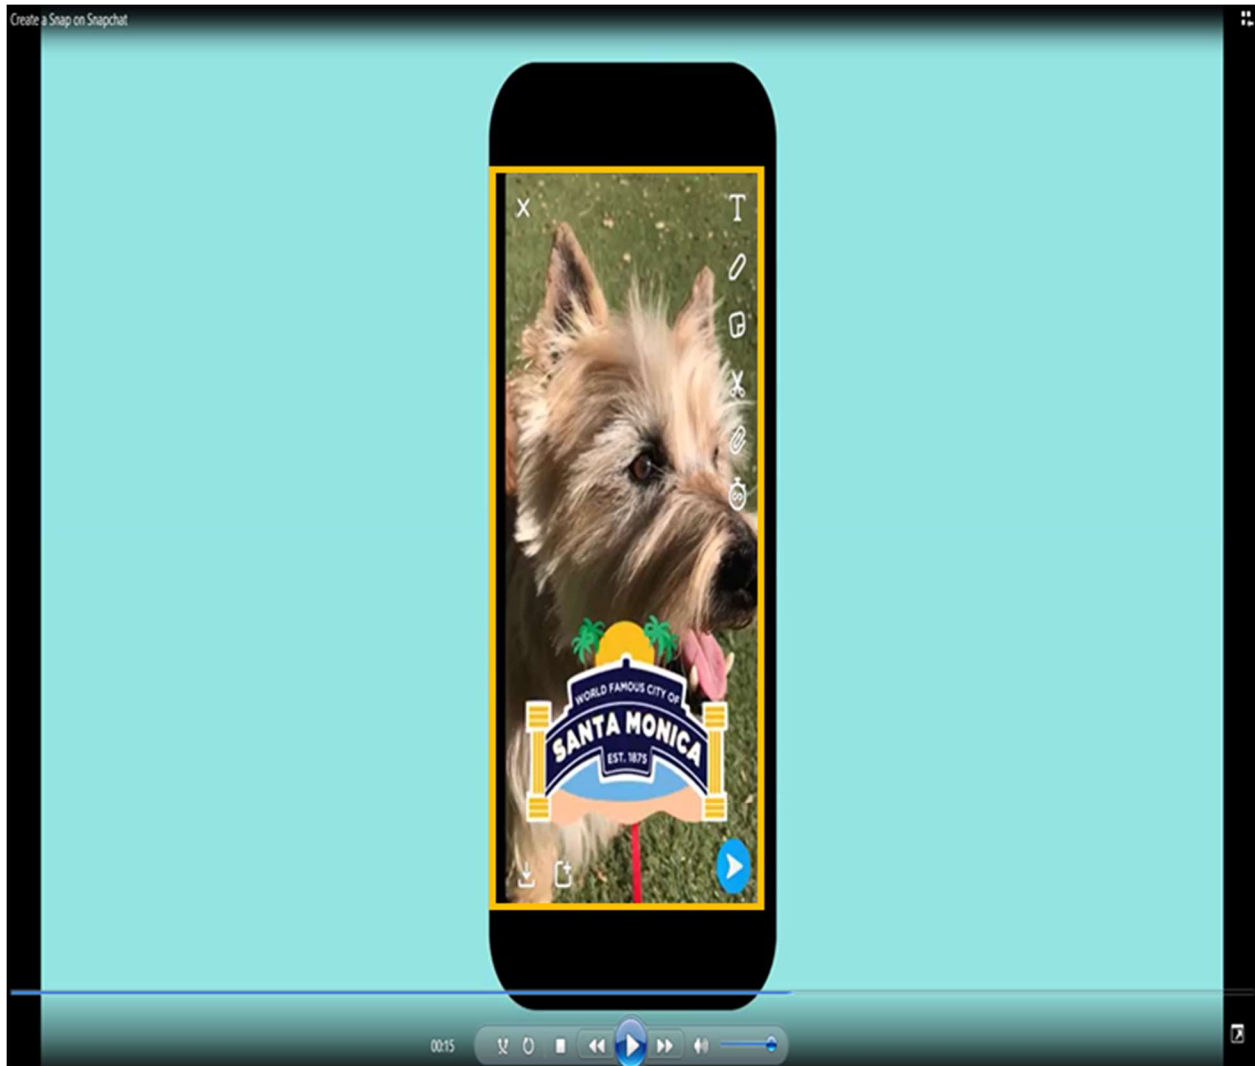 Create a Snap on Snapchat
T
WORLD FAMOUS CITY OF
SANTA MONICA
EST. 1875
00:15